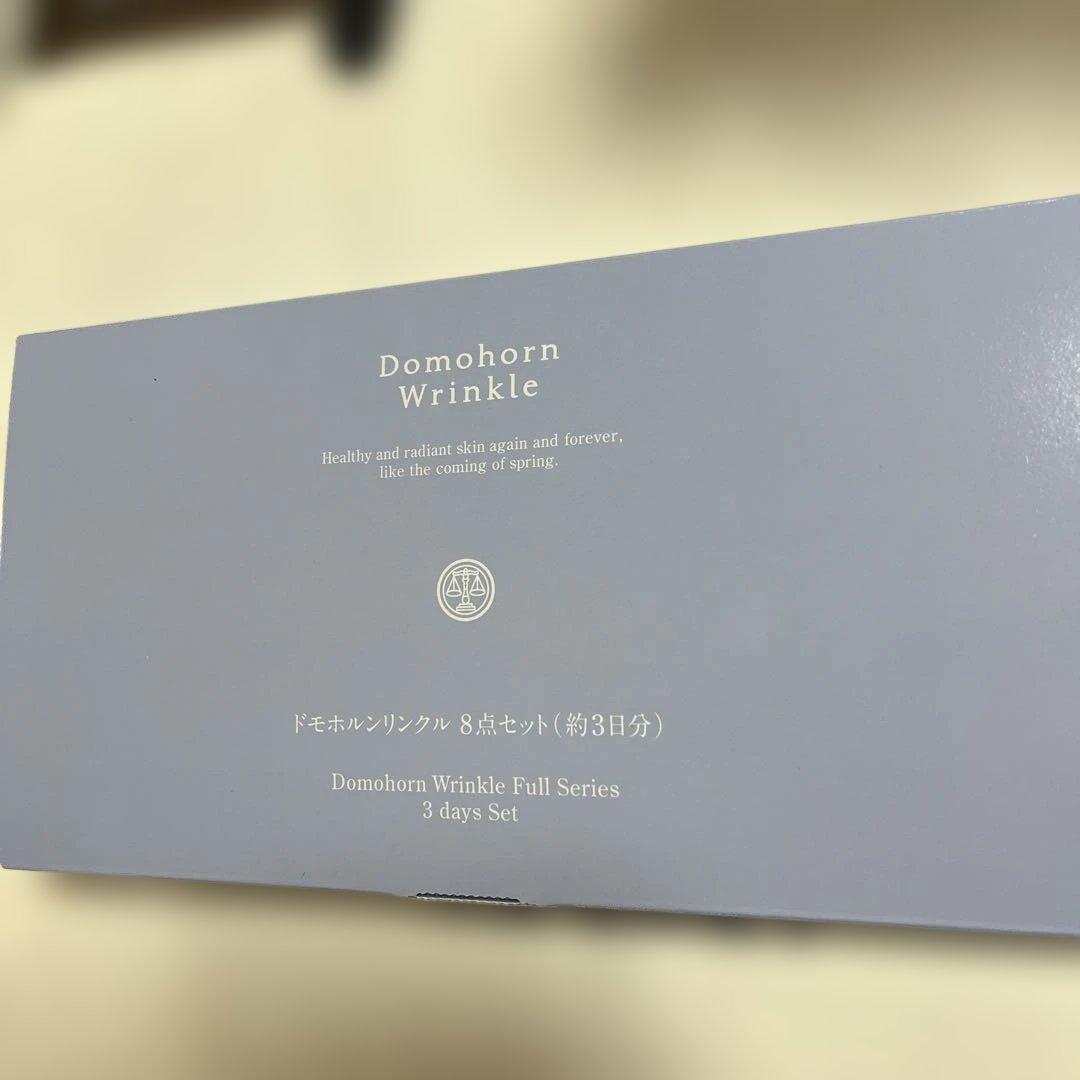 Domohorn
Wrinkle
Healthy and radiant skin again and forever,
like the coming of spring.
ドモホルンリンクル 8点セット(約3日分)
Domohorn Wrinkle Full Series
3 days Set